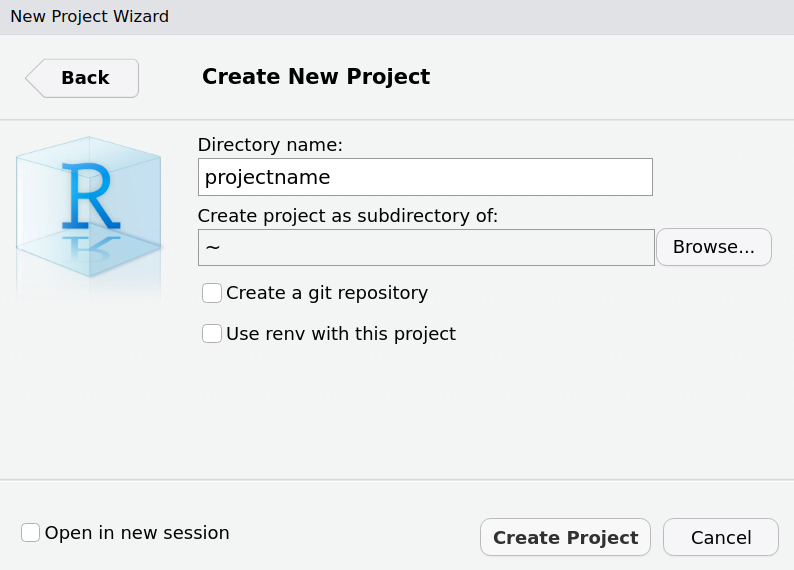 New Project Wizard
Back
Create New Project
R
Directory name:
projectname
Create project as subdirectory of:
~
Browse...
Create a git repository
Use renv with this project
Open in new session
Create Project
Cancel